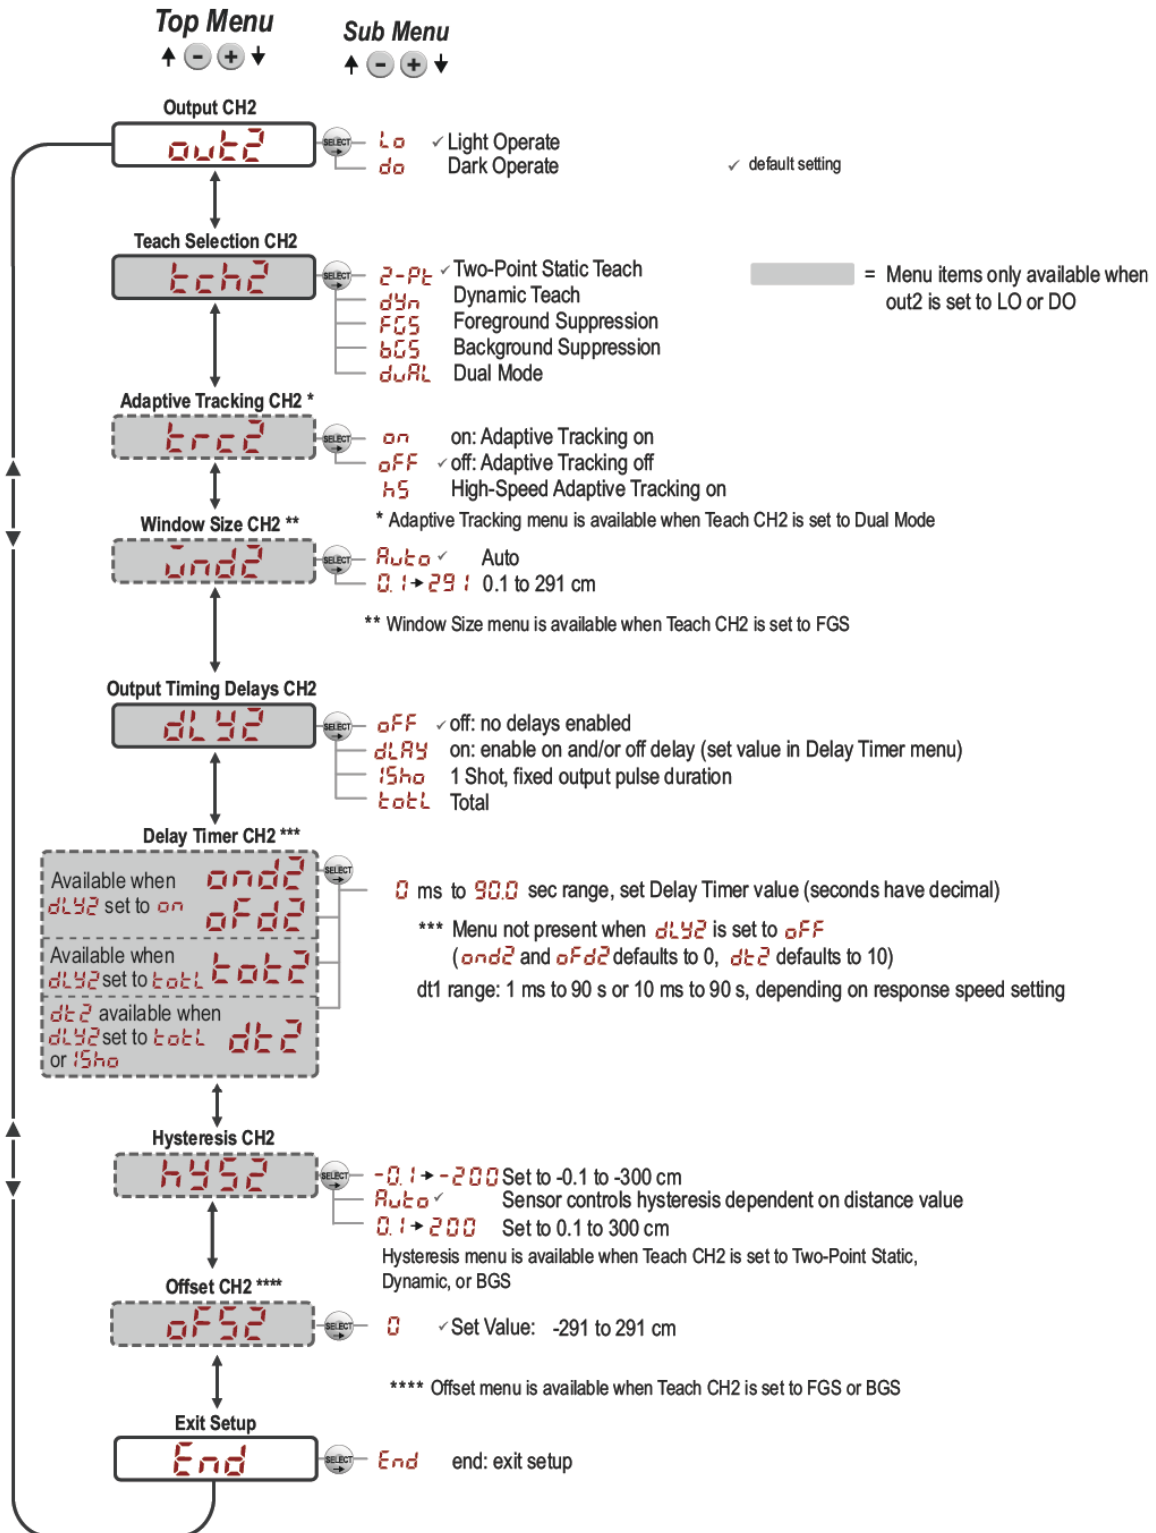 Top Menu
- +
Sub Menu
- +
Output CH2
out2
SELECT
Lo ✓ Light Operate
do Dark Operate
✓ default setting
Teach Selection CH2
tch2
SELECT
2-Pt ✓ Two-Point Static Teach
dYn Dynamic Teach
FGS Foreground Suppression
bGS Background Suppression
duAL Dual Mode
= Menu items only available when
out2 is set to LO or DO
Adaptive Tracking CH2 *
trc2
SELECT
on on: Adaptive Tracking on
oFF ✓ off: Adaptive Tracking off
hS High-Speed Adaptive Tracking on
* Adaptive Tracking menu is available when Teach CH2 is set to Dual Mode
Window Size CH2 **
wnd2
SELECT
Auto ✓ Auto
0.1 → 291 0.1 to 291 cm
** Window Size menu is available when Teach CH2 is set to FGS
Output Timing Delays CH2
dLY2
SELECT
oFF ✓ off: no delays enabled
dLAY on: enable on and/or off delay (set value in Delay Timer menu)
1Sho 1 Shot, fixed output pulse duration
totL Total
Delay Timer CH2 ***
Available when
dLY2 set to on
ond2
oFd2
SELECT
Available when
dLY2 set to totL
tot2
dt2 available when
dLY2 set to totL
or 1Sho
dt2
0 ms to 90.0 sec range, set Delay Timer value (seconds have decimal)
*** Menu not present when dLY2 is set to oFF
(ond2 and oFd2 defaults to 0, dt2 defaults to 10)
dt1 range: 1 ms to 90 s or 10 ms to 90 s, depending on response speed setting
Hysteresis CH2
hYS2
SELECT
-0.1 → -200 Set to -0.1 to -300 cm
Auto ✓ Sensor controls hysteresis dependent on distance value
0.1 → 200 Set to 0.1 to 300 cm
Hysteresis menu is available when Teach CH2 is set to Two-Point Static,
Dynamic, or BGS
Offset CH2 ****
oFS2
SELECT
0 ✓ Set Value: -291 to 291 cm
**** Offset menu is available when Teach CH2 is set to FGS or BGS
Exit Setup
End
SELECT
End end: exit setup